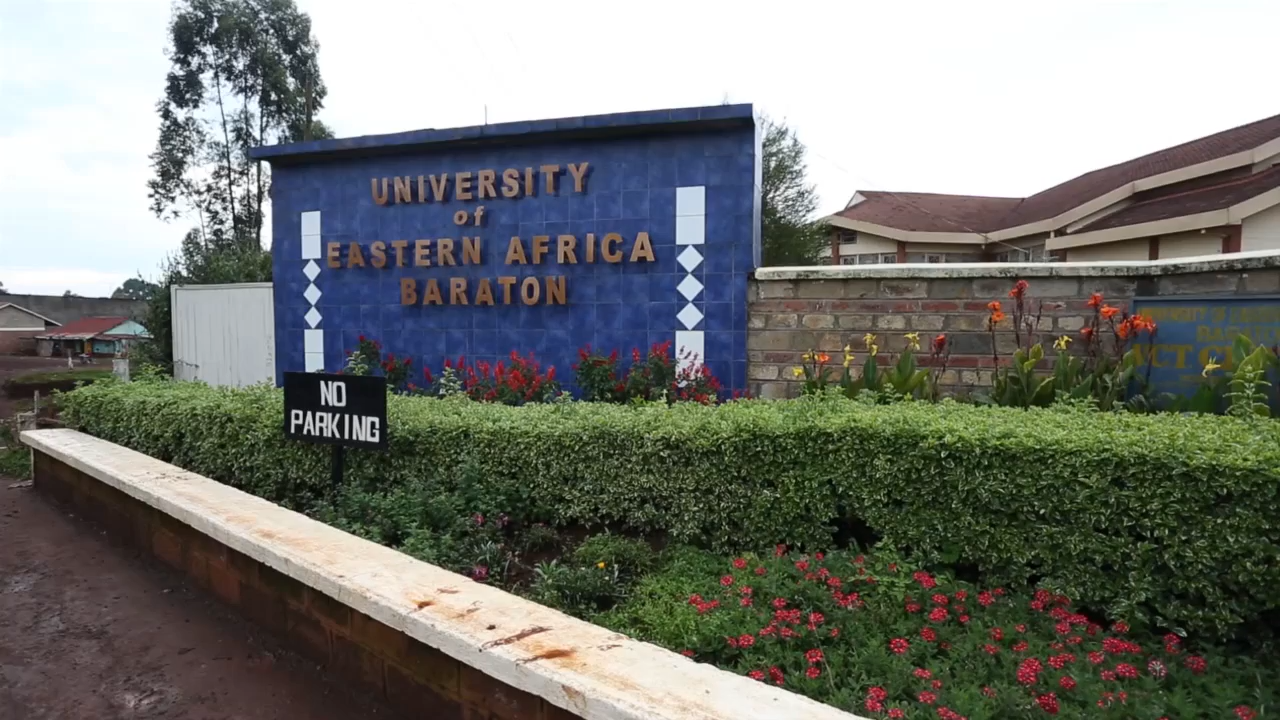 UNIVERSITY
of
EASTERN AFRICA
BARATON
NO
PARKING